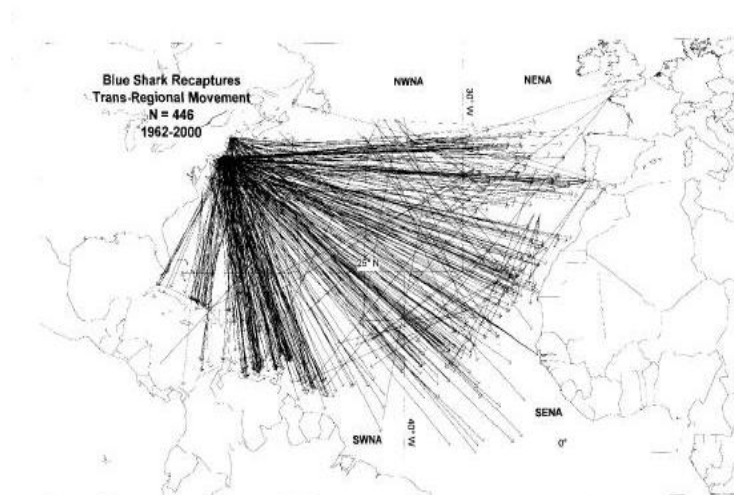 Blue Shark Recaptures
Trans-Regional Movement
N = 446
1962-2000
NWNA
NENA
30° W
25° N
SWNA
40° W
SENA
0°